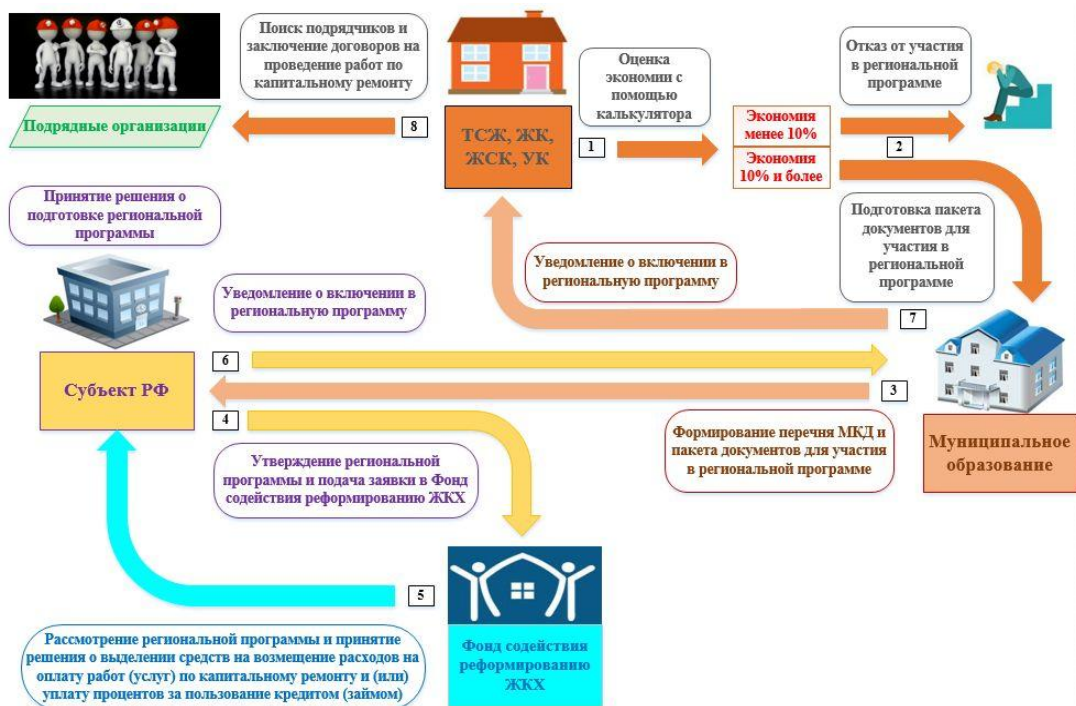 Поиск подрядчиков и
заключение договоров на
проведение работ по
капитальному ремонту
Подрядные организации
8
ТСЖ, ЖК,
ЖСК, УК
Оценка
экономии с
помощью
калькулятора
1
Экономия
менее 10%
Экономия
10% и более
Отказ от участия
в региональной
программе
2
Принятие решения о
подготовке региональной
программы
Подготовка пакета
документов для
участия в
региональной
программе
Уведомление о включении в
региональную программу
Уведомление о включении в
региональную программу
7
6
Субъект РФ
3
4
Формирование перечня МКД и
пакета документов для участия
в региональной программе
Муниципальное
образование
Утверждение региональной
программы и подача заявки в Фонд
содействия реформированию ЖКХ
5
Рассмотрение региональной программы и принятие
решения о выделении средств на возмещение расходов на
оплату работ (услуг) по капитальному ремонту и (или)
уплату процентов за пользование кредитом (займом)
Фонд содействия
реформированию
ЖКХ